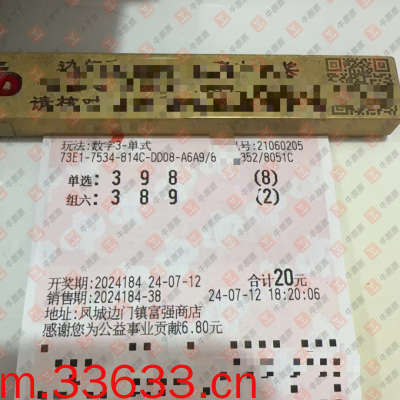 玩法:数字3-单式
号:21060205
73E1-7534-814C-DD08-A6A9/6
352/8051C
单选: 3 9 8 (8)
组六: 3 8 9 (2)
开奖期:2024184 24-07-12 合计20元
销售期:2024184-38 24-07-12 18:20:06
地址:凤城边门镇富强商店
感谢您为公益事业贡献6.80元
m.33633.cn